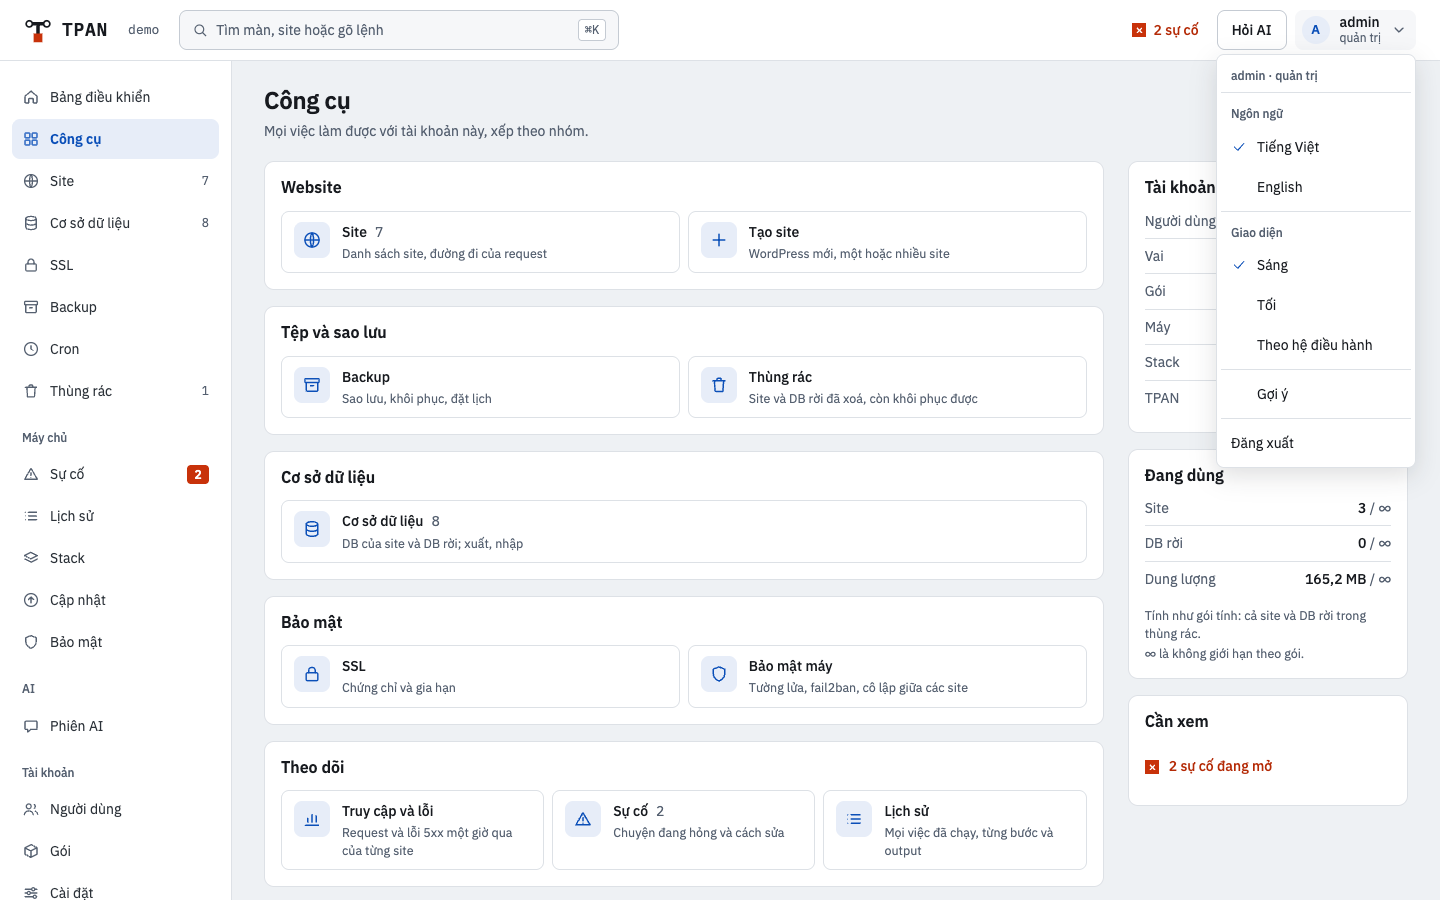 TPAN demo
Tìm màn, site hoặc gõ lệnh ⌘K
2 sự cố
Hỏi AI
A
admin
quản trị
Bảng điều khiển
Công cụ
Site 7
Cơ sở dữ liệu 8
SSL
Backup
Cron
Thùng rác 1
Máy chủ
Sự cố 2
Lịch sử
Stack
Cập nhật
Bảo mật
AI
Phiên AI
Tài khoản
Người dùng
Gói
Cài đặt
Công cụ
Mọi việc làm được với tài khoản này, xếp theo nhóm.
Website
Site 7
Danh sách site, đường đi của request
Tạo site
WordPress mới, một hoặc nhiều site
Tệp và sao lưu
Backup
Sao lưu, khôi phục, đặt lịch
Thùng rác
Site và DB rời đã xoá, còn khôi phục được
Cơ sở dữ liệu
Cơ sở dữ liệu 8
DB của site và DB rời; xuất, nhập
Bảo mật
SSL
Chứng chỉ và gia hạn
Bảo mật máy
Tường lửa, fail2ban, cô lập giữa các site
Theo dõi
Truy cập và lỗi
Request và lỗi 5xx một giờ qua
của từng site
Sự cố 2
Chuyện đang hỏng và cách sửa
Lịch sử
Mọi việc đã chạy, từng bước và
output
Tài khoản
Người dùng
Vai
Gói
Máy
Stack
TPAN
admin · quản trị
Ngôn ngữ
Tiếng Việt
English
Giao diện
Sáng
Tối
Theo hệ điều hành
Gợi ý
Đăng xuất
Đang dùng
Site 3 / ∞
DB rời 0 / ∞
Dung lượng 165,2 MB / ∞
Tính như gói tính: cả site và DB rời trong
thùng rác.
∞ là không giới hạn theo gói.
Cần xem
2 sự cố đang mở